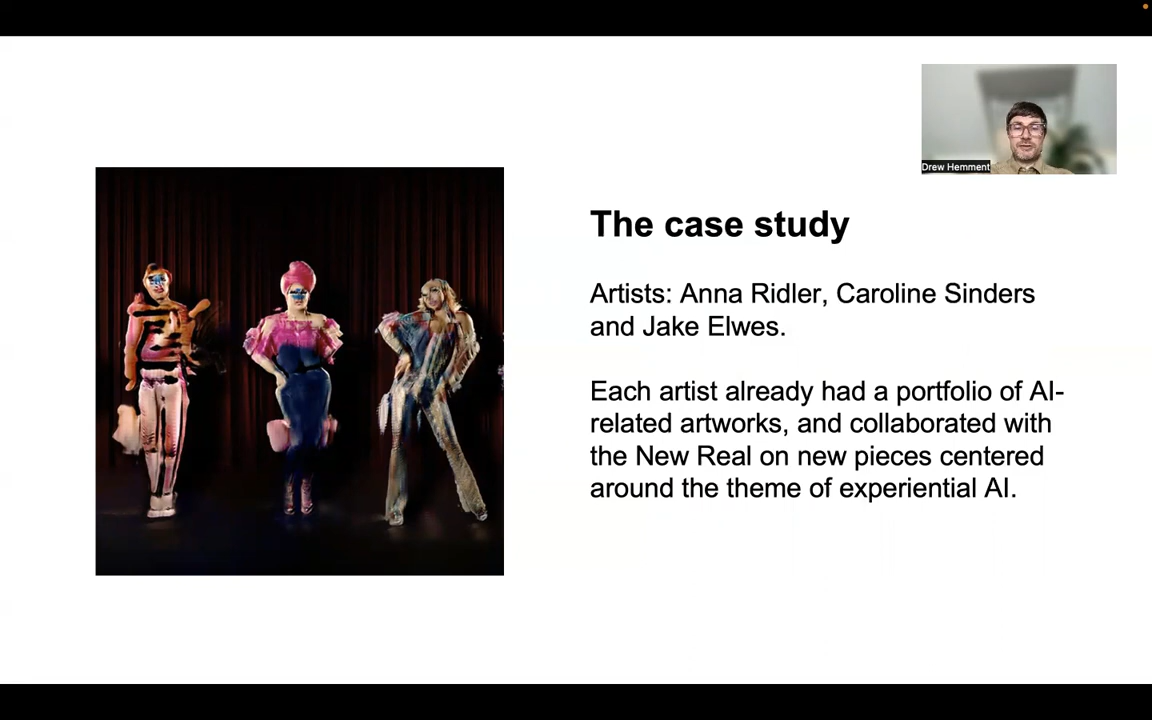 Drew Hemment
The case study
Artists: Anna Ridler, Caroline Sinders
and Jake Elwes.
Each artist already had a portfolio of AI-
related artworks, and collaborated with
the New Real on new pieces centered
around the theme of experiential AI.